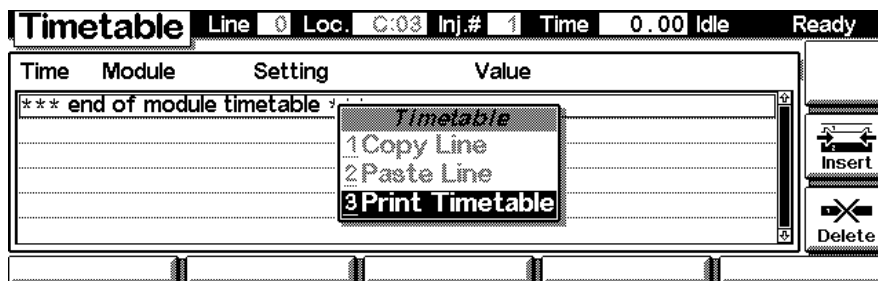 Timetable Line 0 Loc. C:03 Inj.# 1 Time 0.00 Idle Ready
Time Module Setting Value
*** end of module timetable *
Timetable
1 Copy Line
2 Paste Line
3 Print Timetable
Insert
Delete